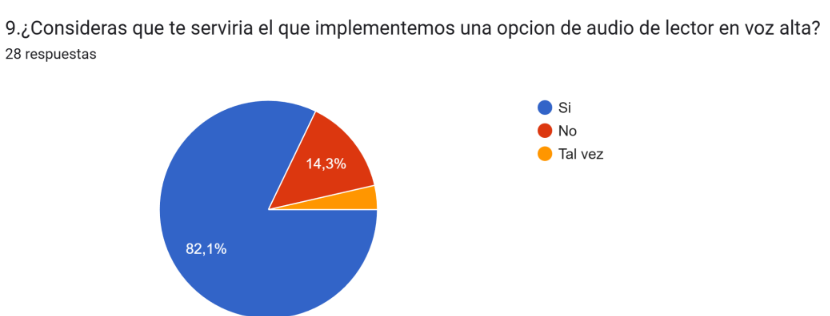 9.¿Consideras que te serviria el que implementemos una opcion de audio de lector en voz alta?
28 respuestas
Si
No
Tal vez
14,3%
82,1%